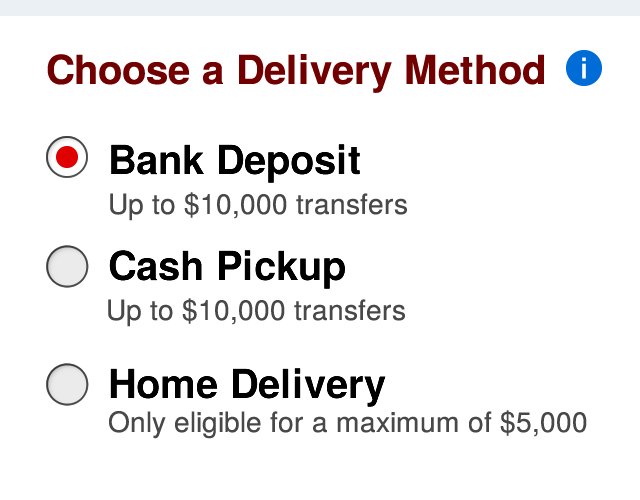 Choose a Delivery Method i
Bank Deposit
Up to $10,000 transfers
Cash Pickup
Up to $10,000 transfers
Home Delivery
Only eligible for a maximum of $5,000